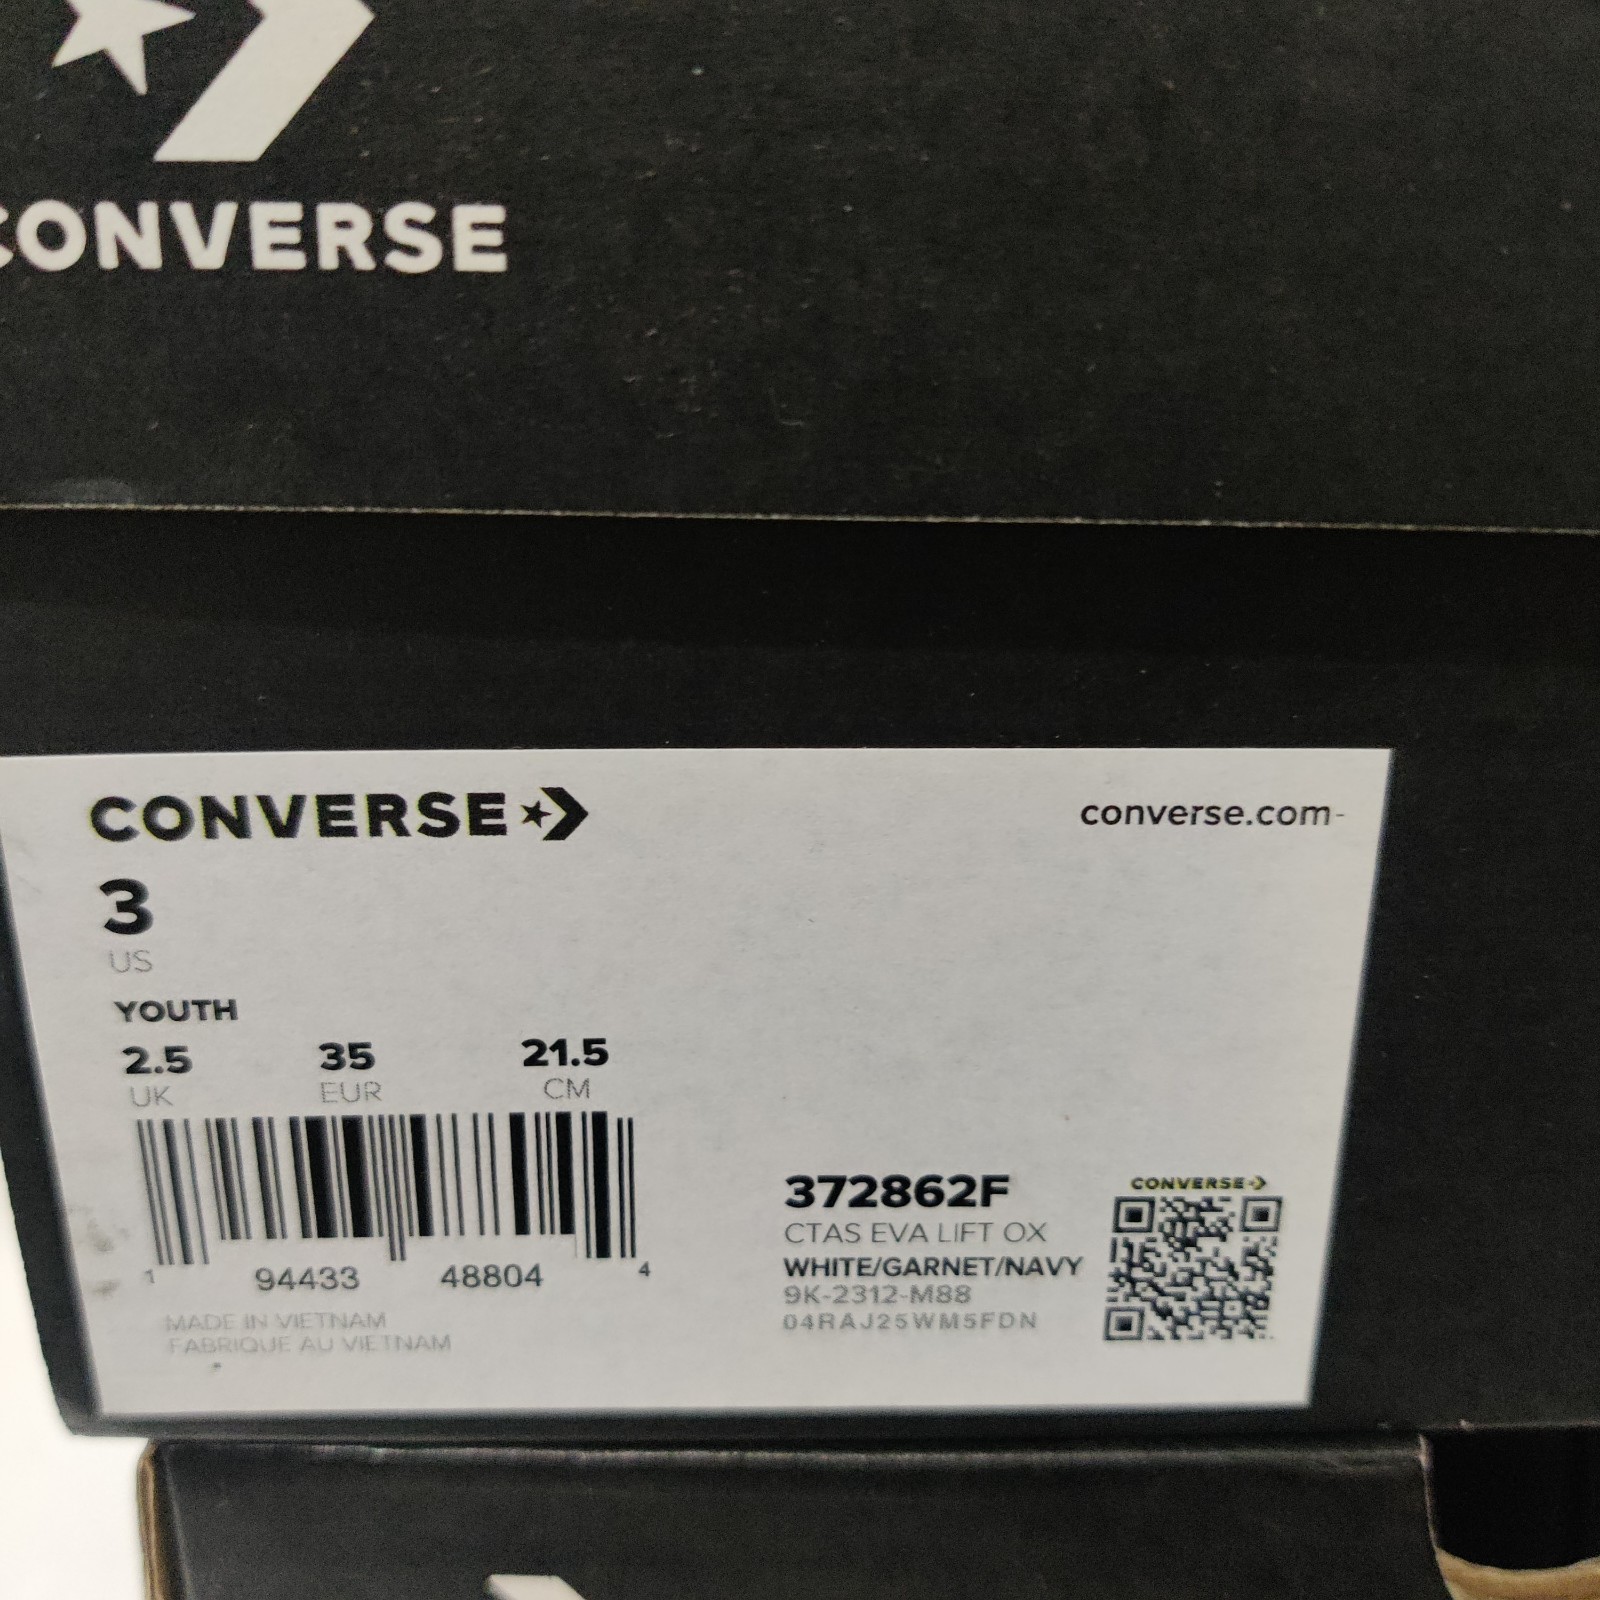 CONVERSE
CONVERSE
converse.com-
3
US
YOUTH
2.5 35 21.5
UK EUR CM
1 94433 48804 4
MADE IN VIETNAM
FABRIQUE AU VIETNAM
372862F
CTAS EVA LIFT OX
WHITE/GARNET/NAVY
9K-2312-M88
04RAJ25WM5FDN
CONVERSE